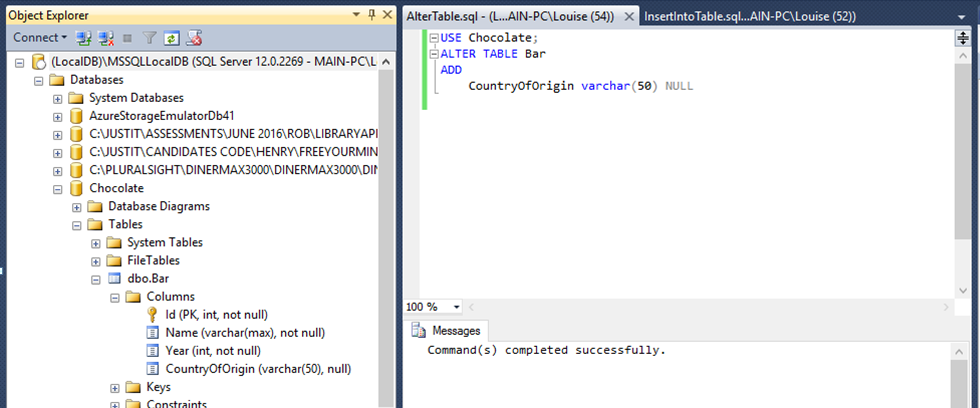 Object Explorer
Connect
(LocalDB)\MSSQLLocalDB (SQL Server 12.0.2269 - MAIN-PC\L
Databases
System Databases
AzureStorageEmulatorDb41
C:\JUSTIT\ASSESSMENTS\JUNE 2016\ROB\LIBRARYAPI
C:\JUSTIT\CANDIDATES CODE\HENRY\FREEYOURMIN
C:\PLURALSIGHT\DINERMAX3000\DINERMAX3000\DIN
Chocolate
Database Diagrams
Tables
System Tables
FileTables
dbo.Bar
Columns
Id (PK, int, not null)
Name (varchar(max), not null)
Year (int, not null)
CountryOfOrigin (varchar(50), null)
Keys
Constraints
AlterTable.sql - (L...AIN-PC\Louise (54))
InsertIntoTable.sql...AIN-PC\Louise (52))
USE Chocolate;
ALTER TABLE Bar
ADD
CountryOfOrigin varchar(50) NULL
100 %
Messages
Command(s) completed successfully.